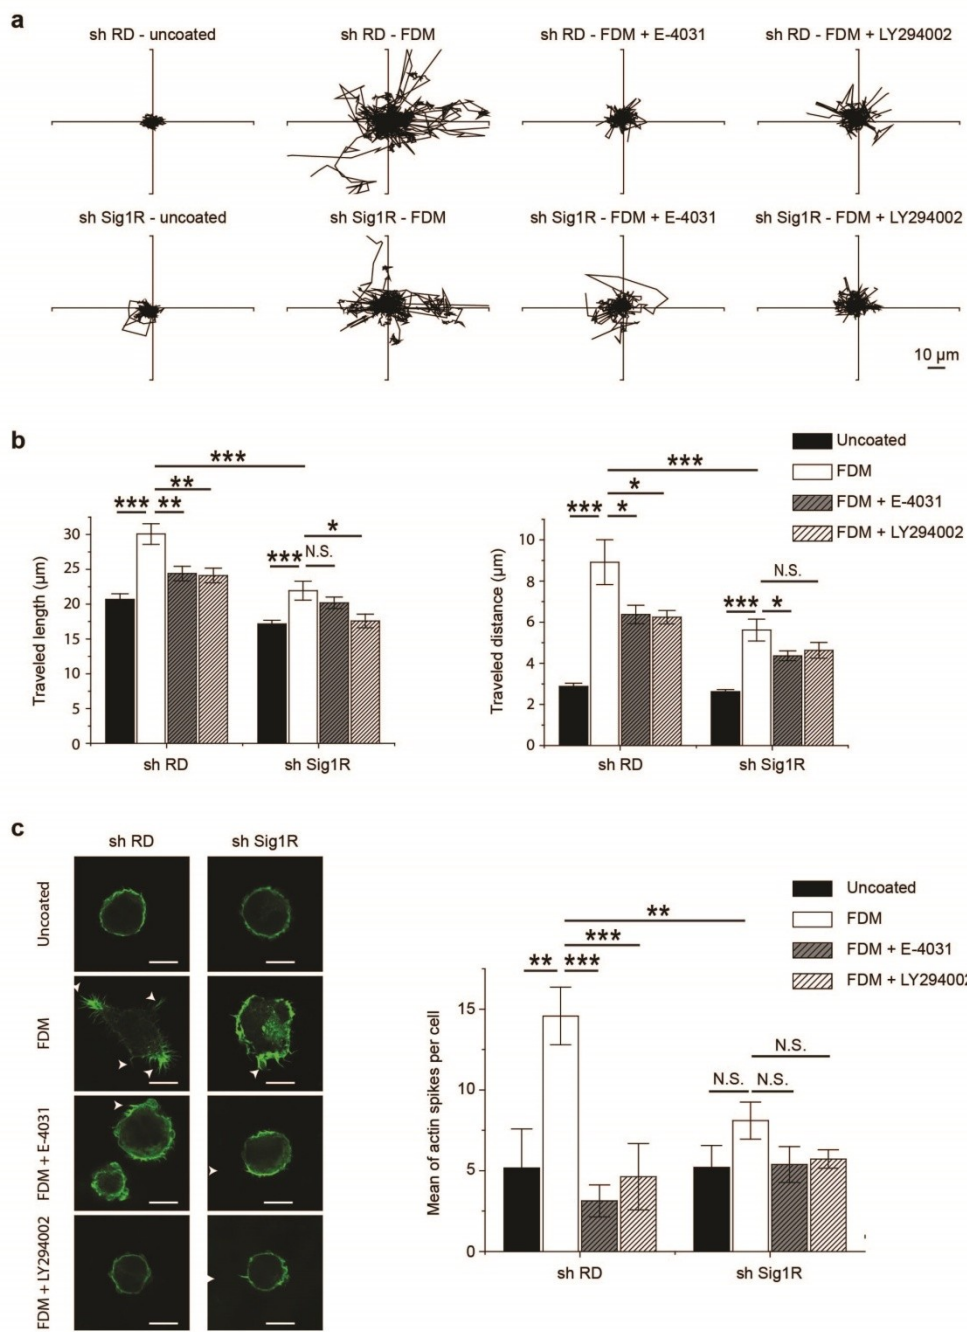 a
sh RD - uncoated
sh RD - FDM
sh RD - FDM + E-4031
sh RD - FDM + LY294002
sh Sig1R - uncoated
sh Sig1R - FDM
sh Sig1R - FDM + E-4031
sh Sig1R - FDM + LY294002
10 µm
b
Traveled length (µm)
30
25
20
17.5
15
10
5
0
***
**
**
***
***
N.S.
*
sh RD
sh Sig1R
Traveled distance (µm)
10
8
6
4
2
0
***
*
*
***
***
*
N.S.
sh RD
sh Sig1R
Uncoated
FDM
FDM + E-4031
FDM + LY294002
c
sh RD
sh Sig1R
Uncoated
FDM
FDM + E-4031
FDM + LY294002
Mean of actin spikes per cell
15
10
5
0
**
***
***
**
N.S.
N.S.
N.S.
sh RD
sh Sig1R
Uncoated
FDM
FDM + E-4031
FDM + LY294002